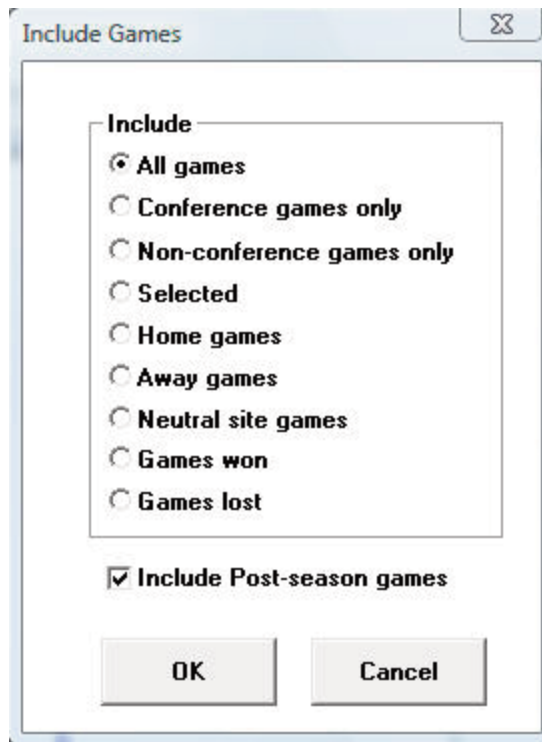 Include Games
Include
All games
Conference games only
Non-conference games only
Selected
Home games
Away games
Neutral site games
Games won
Games lost
Include Post-season games
OK
Cancel